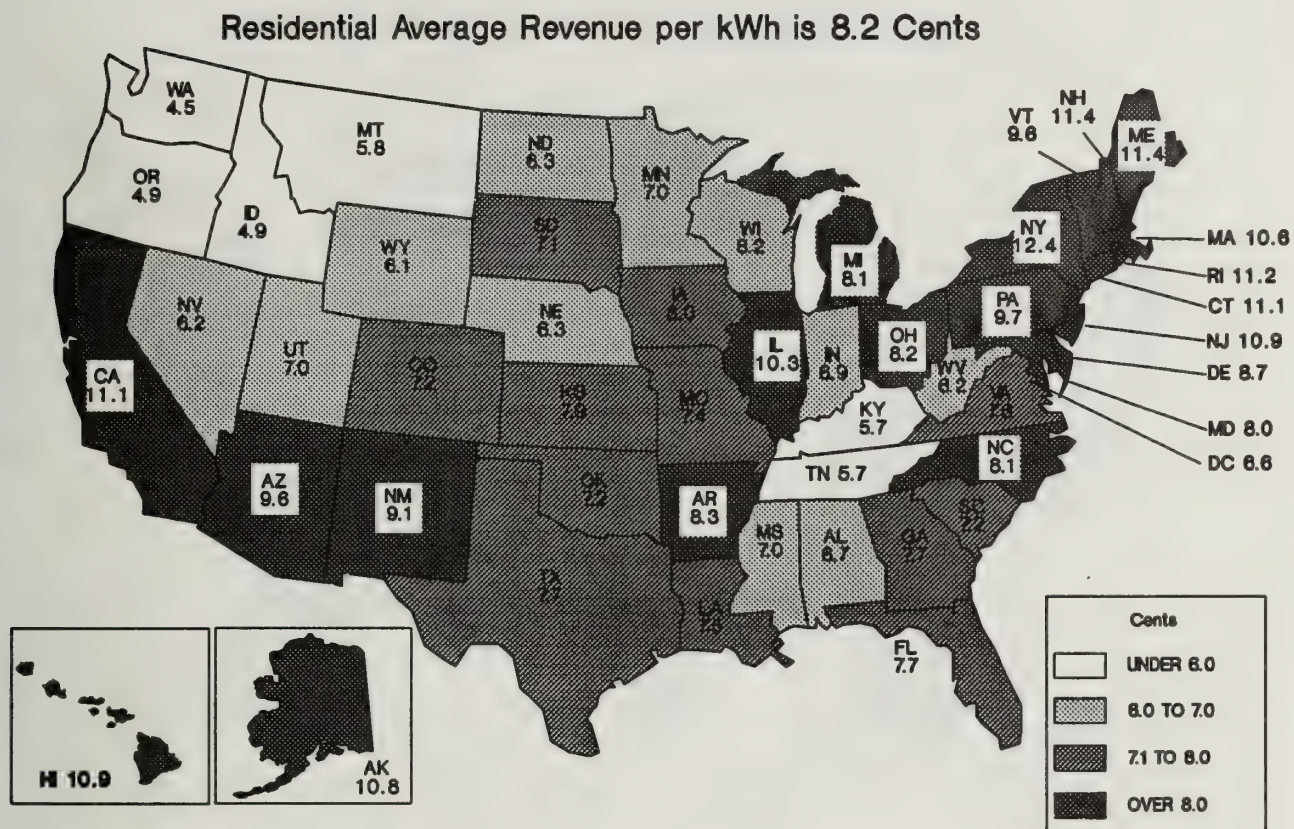 Residential Average Revenue per kWh is 8.2 Cents
WA
4.5
MT
5.8
ND
6.3
MN
7.0
VT
9.6
NH
11.4
ME
11.4
OR
4.9
ID
4.9
WY
6.1
SD
7.1
WI
6.2
MI
8.1
NY
12.4
MA 10.6
RI 11.2
CT 11.1
NJ 10.9
DE 8.7
MD 8.0
DC 6.6
NV
6.2
UT
7.0
NE
6.3
IA
8.0
IL
10.3
IN
6.9
OH
8.2
PA
9.7
WV
6.2
VA
CA
11.1
CO
7.2
KS
MO
7.4
KY
5.7
NC
8.1
TN 5.7
AZ
9.6
NM
9.1
OK
7.2
AR
8.3
MS
7.0
AL
6.7
GA
7.7
SC
7.2
TX
7.7
LA
FL
7.7
HI 10.9
AK
10.8
Cents
UNDER 6.0
6.0 TO 7.0
7.1 TO 8.0
OVER 8.0